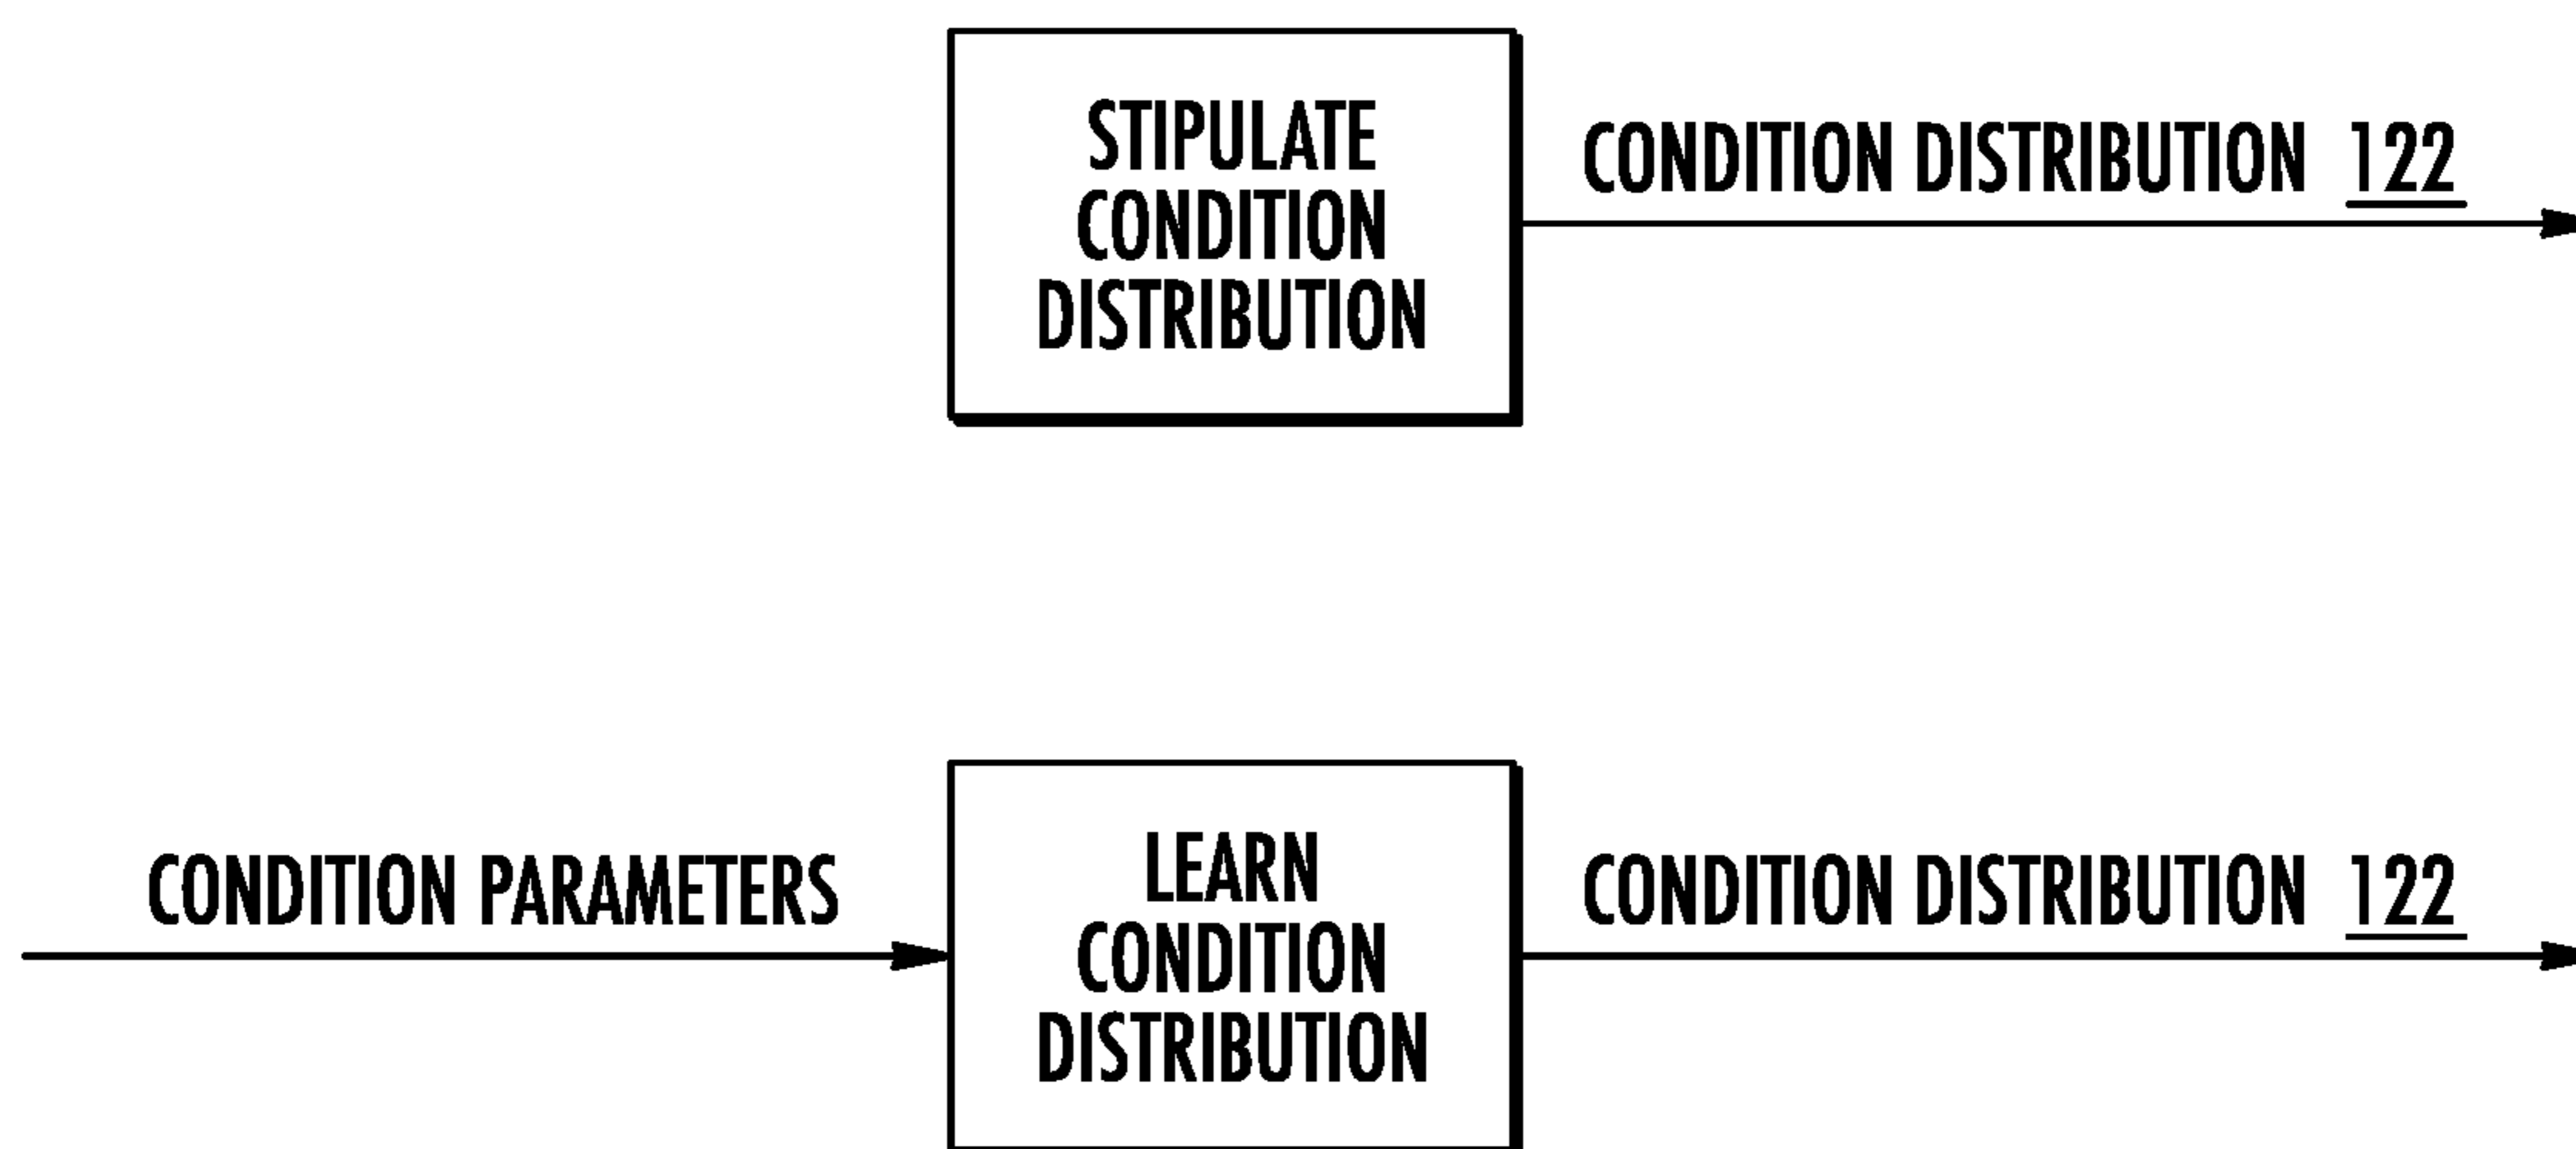 STIPULATE
CONDITION
DISTRIBUTION
CONDITION DISTRIBUTION 122
CONDITION PARAMETERS
LEARN
CONDITION
DISTRIBUTION
CONDITION DISTRIBUTION 122